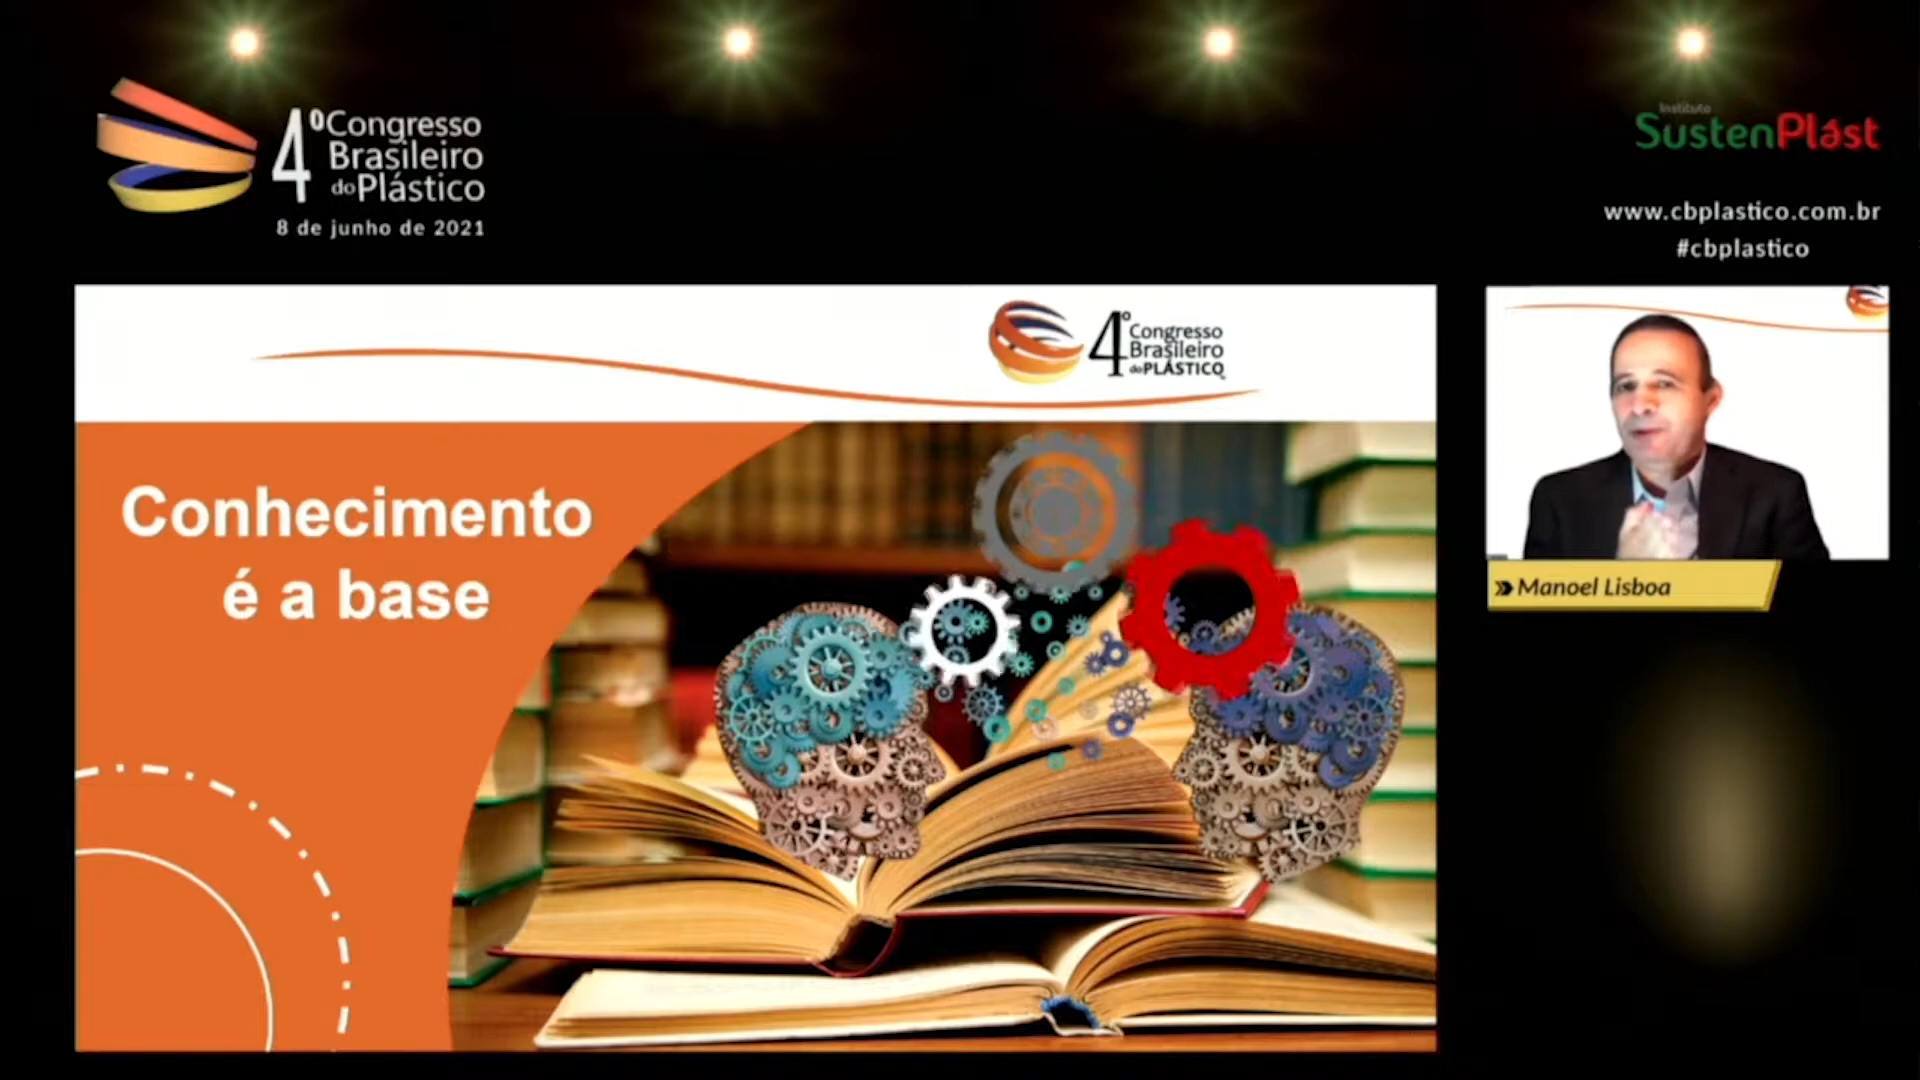 4º Congresso
Brasileiro
do Plástico
8 de junho de 2021
Instituto
SustenPlást
www.cbplastico.com.br
#cbplastico
4º Congresso
Brasileiro
do PLÁSTICO
Conhecimento
é a base
Manoel Lisboa